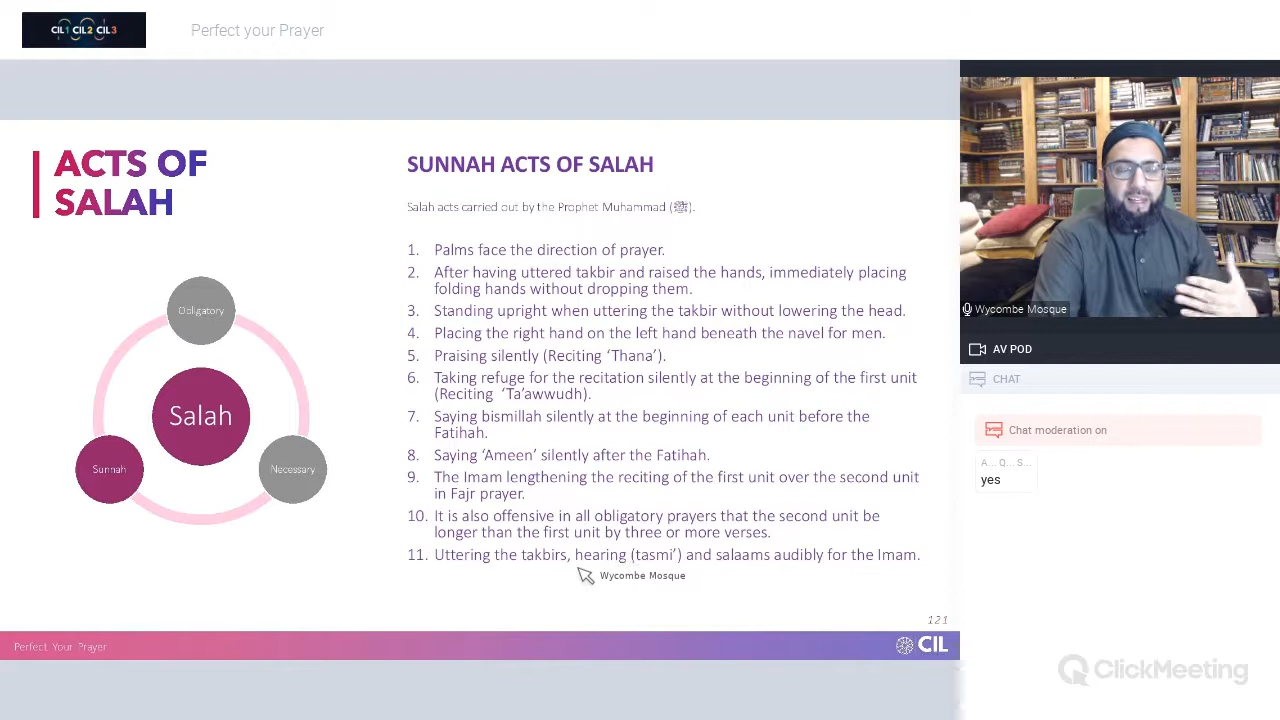 CIL1 CIL2 CIL3
Perfect your Prayer
ACTS OF
SALAH
Obligatory
Salah
Sunnah
Necessary
SUNNAH ACTS OF SALAH
Salah acts carried out by the Prophet Muhammad (ﷺ).
1. Palms face the direction of prayer.
2. After having uttered takbir and raised the hands, immediately placing
folding hands without dropping them.
3. Standing upright when uttering the takbir without lowering the head.
4. Placing the right hand on the left hand beneath the navel for men.
5. Praising silently (Reciting ‘Thana’).
6. Taking refuge for the recitation silently at the beginning of the first unit
(Reciting ‘Ta’awwudh).
7. Saying bismillah silently at the beginning of each unit before the
Fatihah.
8. Saying ‘Ameen’ silently after the Fatihah.
9. The Imam lengthening the reciting of the first unit over the second unit
in Fajr prayer.
10. It is also offensive in all obligatory prayers that the second unit be
longer than the first unit by three or more verses.
11. Uttering the takbirs, hearing (tasmi’) and salaams audibly for the Imam.
Wycombe Mosque
121
Perfect Your Prayer
CIL
Wycombe Mosque
AV POD
CHAT
Chat moderation on
A... Q... S...
yes
ClickMeeting